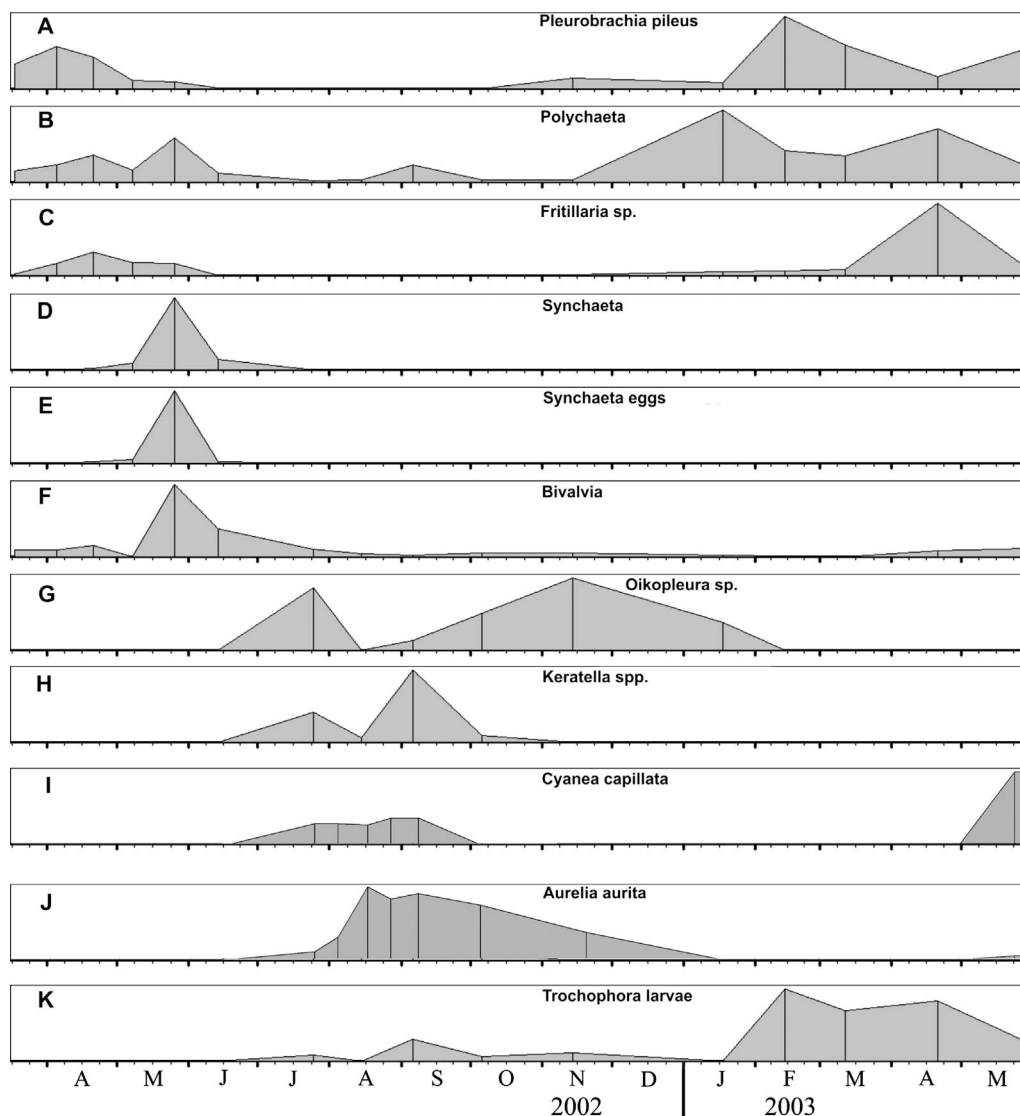 A Pleurobrachia pileus
B Polychaeta
C Fritillaria sp.
D Synchaeta
E Synchaeta eggs
F Bivalvia
G Oikopleura sp.
H Keratella spp.
I Cyanea capillata
J Aurelia aurita
K Trochophora larvae
A M J J A S O N D J F M A M
2002 2003